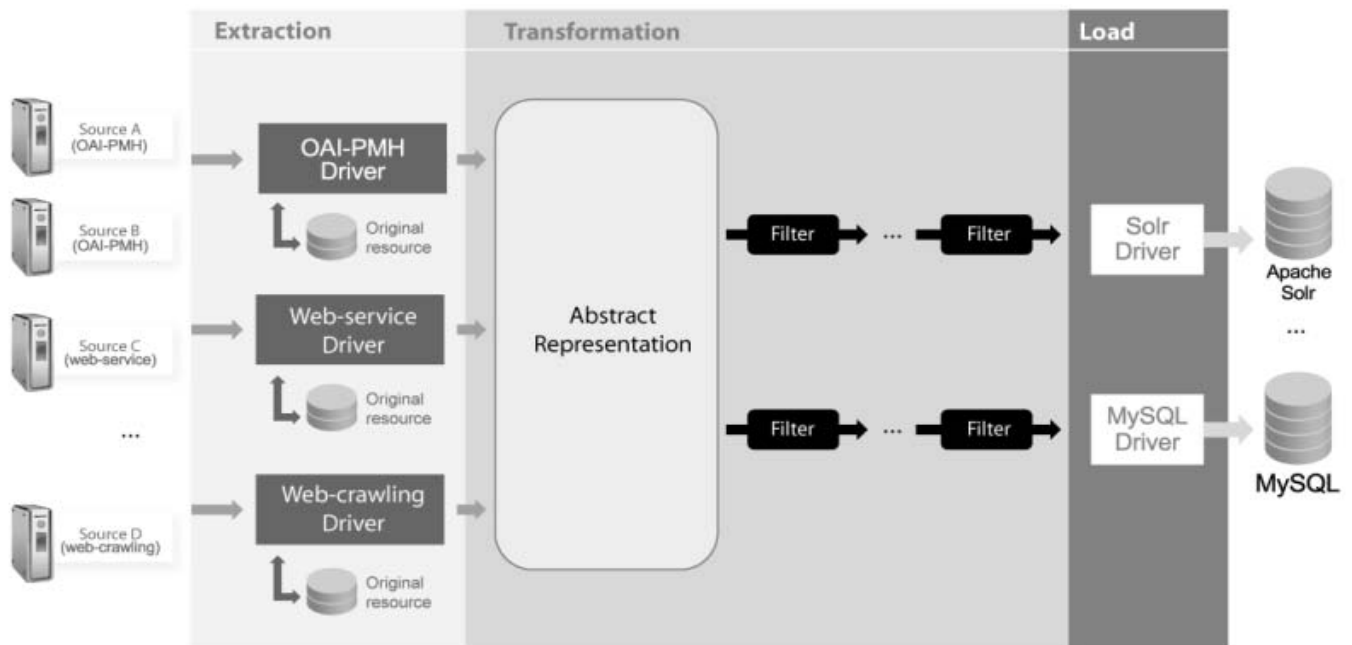 Extraction
Transformation
Load
Source A
(OAI-PMH)
Source B
(OAI-PMH)
Source C
(web-service)
...
Source D
(web-crawling)
OAI-PMH
Driver
Original
resource
Web-service
Driver
Original
resource
Web-crawling
Driver
Original
resource
Abstract
Representation
Filter
...
Filter
Filter
...
Filter
Solr
Driver
MySQL
Driver
Apache
Solr
...
MySQL